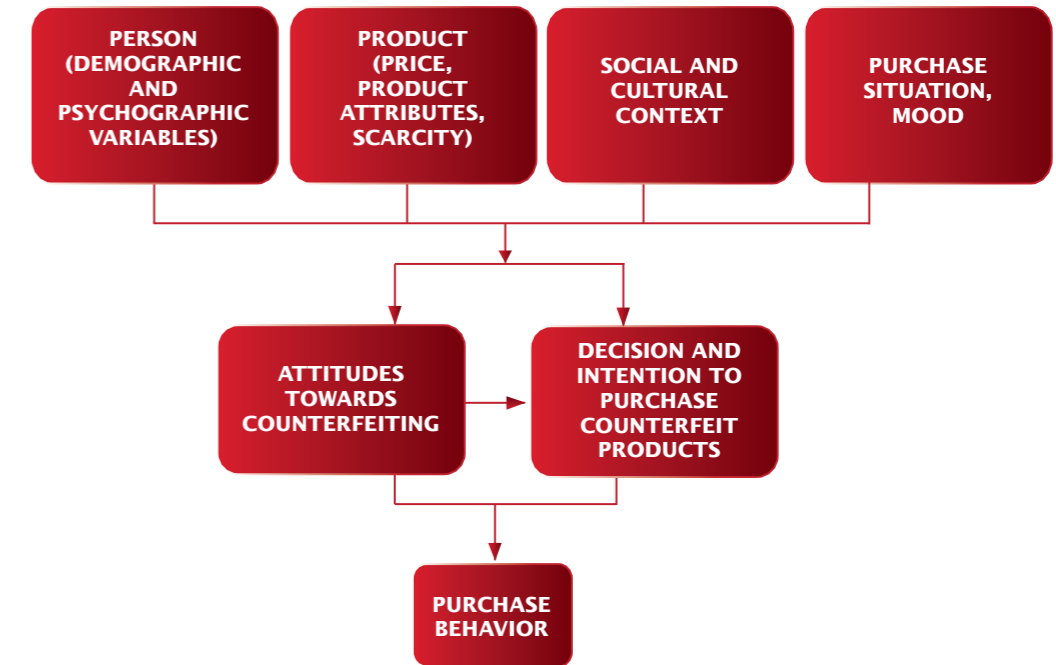 PERSON
(DEMOGRAPHIC
AND
PSYCHOGRAPHIC
VARIABLES)
PRODUCT
(PRICE,
PRODUCT
ATTRIBUTES,
SCARCITY)
SOCIAL AND
CULTURAL
CONTEXT
PURCHASE
SITUATION,
MOOD
ATTITUDES
TOWARDS
COUNTERFEITING
DECISION AND
INTENTION TO
PURCHASE
COUNTERFEIT
PRODUCTS
PURCHASE
BEHAVIOR